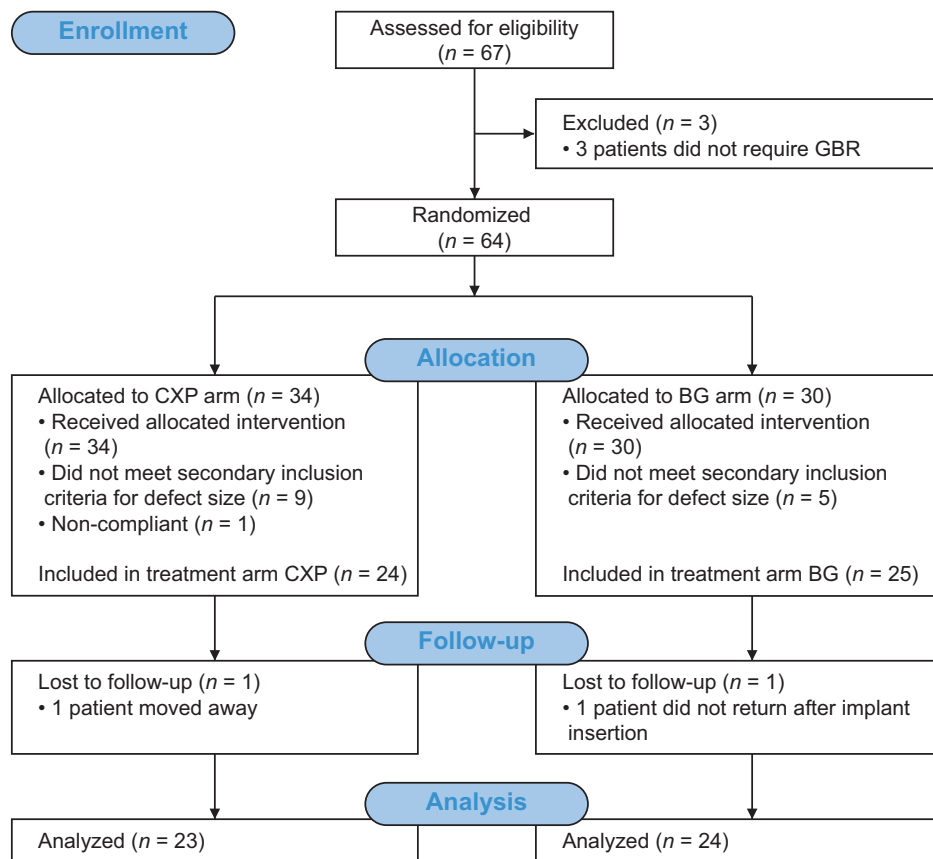 Enrollment
Assessed for eligibility
(n = 67)
Excluded (n = 3)
• 3 patients did not require GBR
Randomized
(n = 64)
Allocation
Allocated to CXP arm (n = 34)
• Received allocated intervention
(n = 34)
• Did not meet secondary inclusion
criteria for defect size (n = 9)
• Non-compliant (n = 1)
Included in treatment arm CXP (n = 24)
Allocated to BG arm (n = 30)
• Received allocated intervention
(n = 30)
• Did not meet secondary inclusion
criteria for defect size (n = 5)
Included in treatment arm BG (n = 25)
Follow-up
Lost to follow-up (n = 1)
• 1 patient moved away
Lost to follow-up (n = 1)
• 1 patient did not return after implant
insertion
Analysis
Analyzed (n = 23)
Analyzed (n = 24)